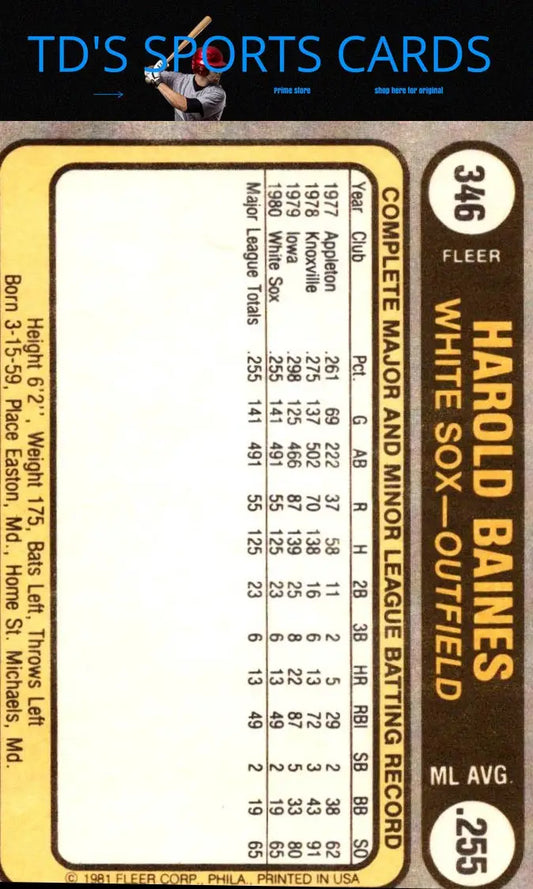 TD'S SPORTS CARDS
Prime store
shop here for original
346
FLEER
HAROLD BAINES
WHITE SOX—OUTFIELD
ML AVG.
.255
COMPLETE MAJOR AND MINOR LEAGUE BATTING RECORD
Year Club Pct. G AB R H 2B 3B HR RBI SB BB SO
1977 Appleton .261 69 222 37 58 11 2 5 29 2 38 62
1978 Knoxville .275 137 502 70 138 16 6 13 72 3 43 91
1979 Iowa .298 125 466 87 139 25 8 22 87 5 33 80
1980 White Sox .255 141 491 55 125 23 6 13 49 2 19 65
Major League Totals .255 141 491 55 125 23 6 13 49 2 19 65
Height 6'2'', Weight 175, Bats Left, Throws Left
Born 3-15-59, Place Easton, Md., Home St. Michaels, Md.
© 1981 FLEER CORP., PHILA., PRINTED IN USA